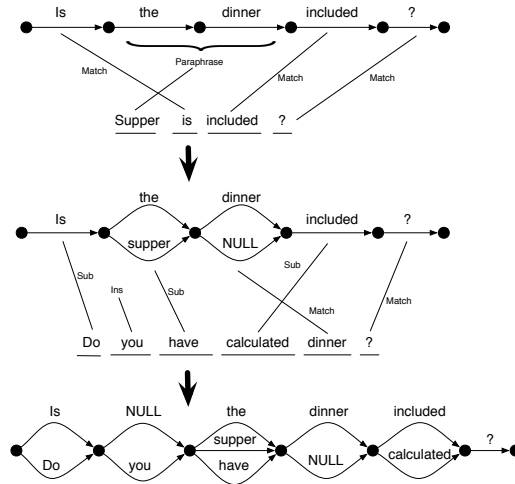 Is the dinner included ?
Paraphrase
Match Match Match
Supper is included ?
the dinner
Is included ?
supper NULL
Ins
Sub Sub Sub
Match Match
Do you have calculated dinner ?
Is NULL the dinner included
supper ?
Do you have NULL calculated